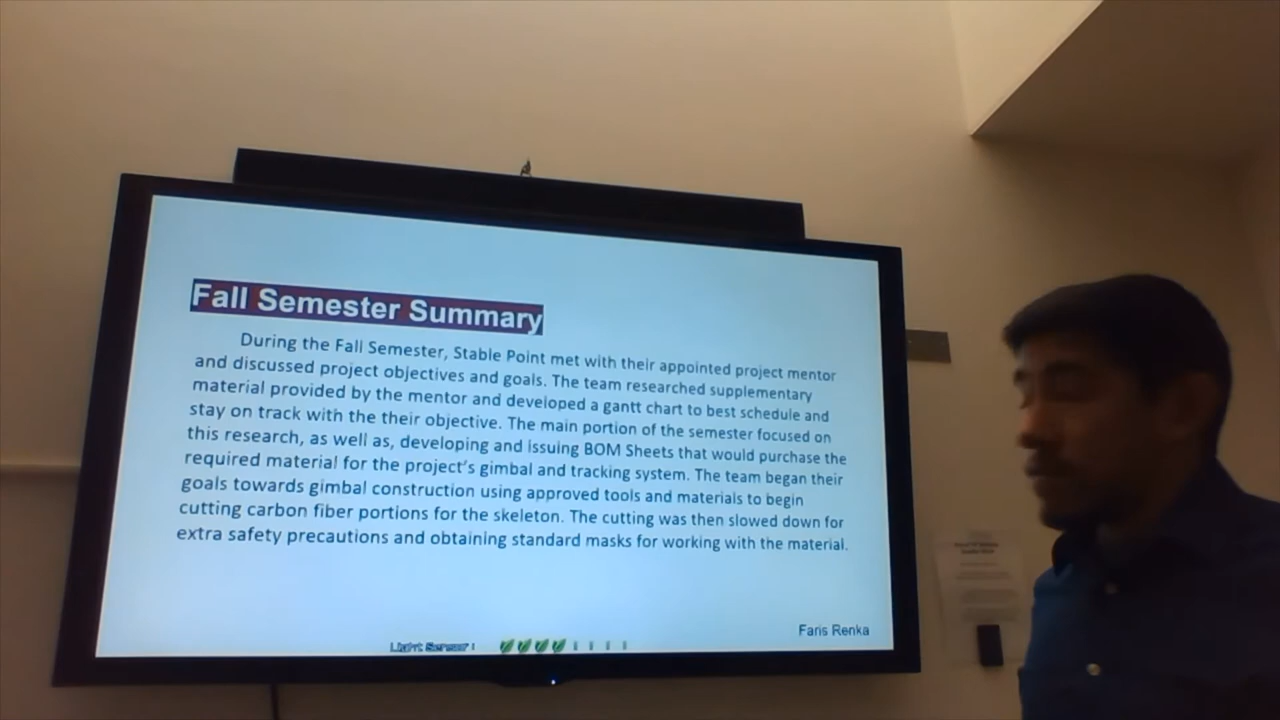 Fall Semester Summary
During the Fall Semester, Stable Point met with their appointed project mentor
and discussed project objectives and goals. The team researched supplementary
material provided by the mentor and developed a gantt chart to best schedule and
stay on track with the their objective. The main portion of the semester focused on
this research, as well as, developing and issuing BOM Sheets that would purchase the
required material for the project's gimbal and tracking system. The team began their
goals towards gimbal construction using approved tools and materials to begin
cutting carbon fiber portions for the skeleton. The cutting was then slowed down for
extra safety precautions and obtaining standard masks for working with the material.
Faris Renka
Light Sensor :